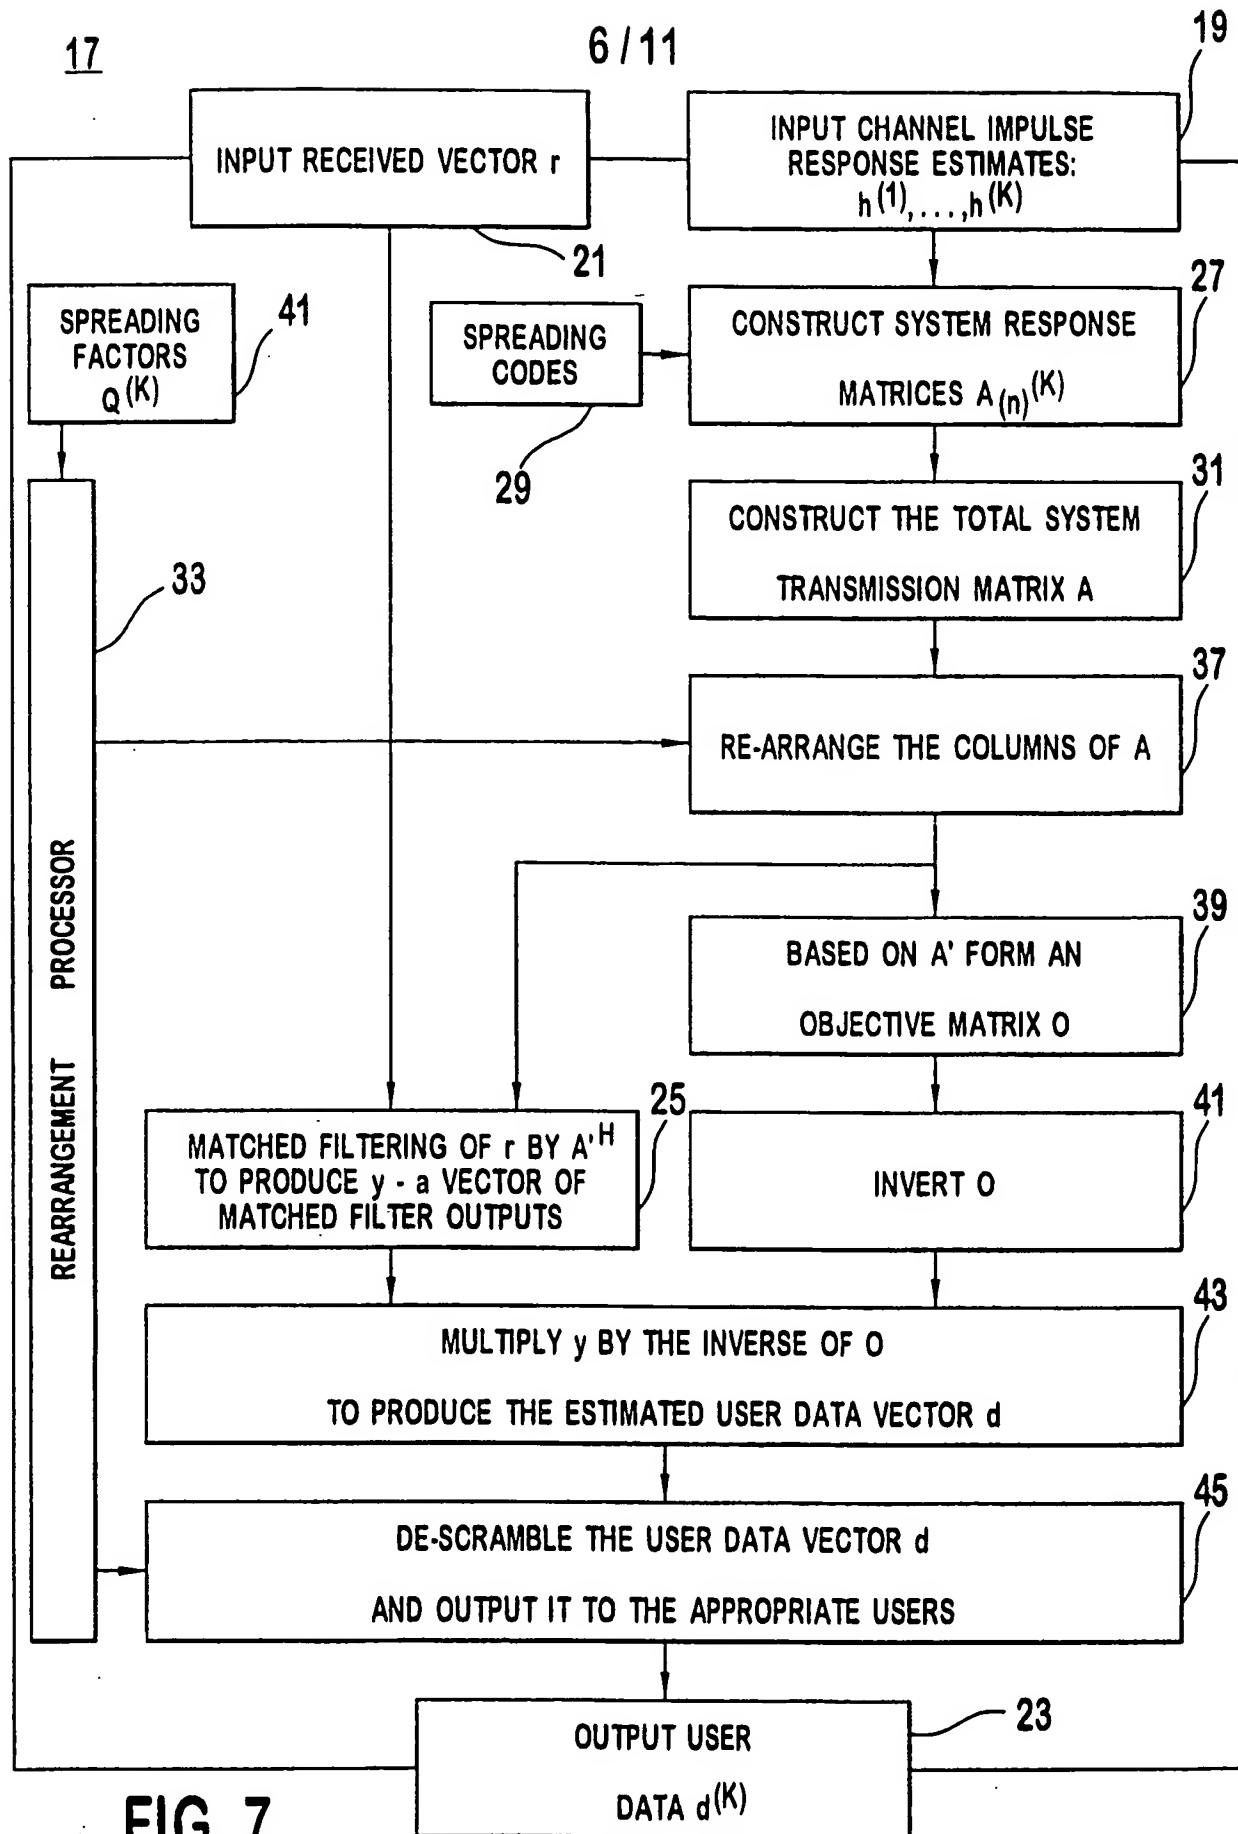 17
6/11
19
INPUT RECEIVED VECTOR r
INPUT CHANNEL IMPULSE
RESPONSE ESTIMATES:
h(1),...,h(K)
21
SPREADING
FACTORS
Q(K)
41
SPREADING
CODES
29
CONSTRUCT SYSTEM RESPONSE
MATRICES A(n)(K)
27
CONSTRUCT THE TOTAL SYSTEM
TRANSMISSION MATRIX A
31
33
RE-ARRANGE THE COLUMNS OF A
37
REARRANGEMENT PROCESSOR
BASED ON A' FORM AN
OBJECTIVE MATRIX O
39
MATCHED FILTERING OF r BY A'H
TO PRODUCE y - a VECTOR OF
MATCHED FILTER OUTPUTS
25
INVERT O
41
MULTIPLY y BY THE INVERSE OF O
TO PRODUCE THE ESTIMATED USER DATA VECTOR d
43
DE-SCRAMBLE THE USER DATA VECTOR d
AND OUTPUT IT TO THE APPROPRIATE USERS
45
OUTPUT USER
DATA d(K)
23
FIG. 7